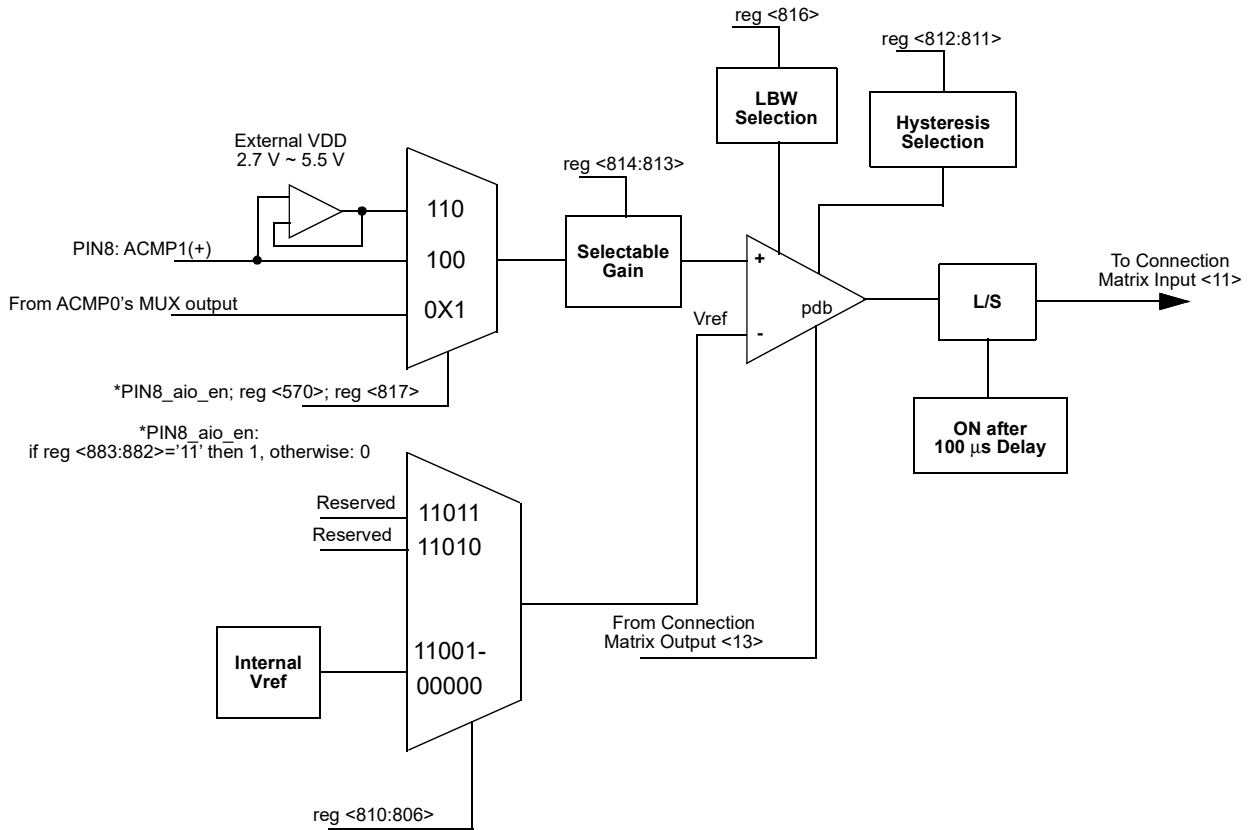 reg <816>
reg <812:811>
LBW
Selection
Hysteresis
Selection
External VDD
2.7 V ~ 5.5 V
reg <814:813>
110
Selectable
Gain
PIN8: ACMP1(+)
100
+
To Connection
Matrix Input <11>
From ACMP0's MUX output
0X1
L/S
pdb
Vref
-
*PIN8_aio_en; reg <570>; reg <817>
*PIN8_aio_en:
if reg <883:882>='11' then 1, otherwise: 0
ON after
100 μs Delay
Reserved
11011
Reserved
11010
From Connection
Matrix Output <13>
Internal
Vref
11001-
00000
reg <810:806>